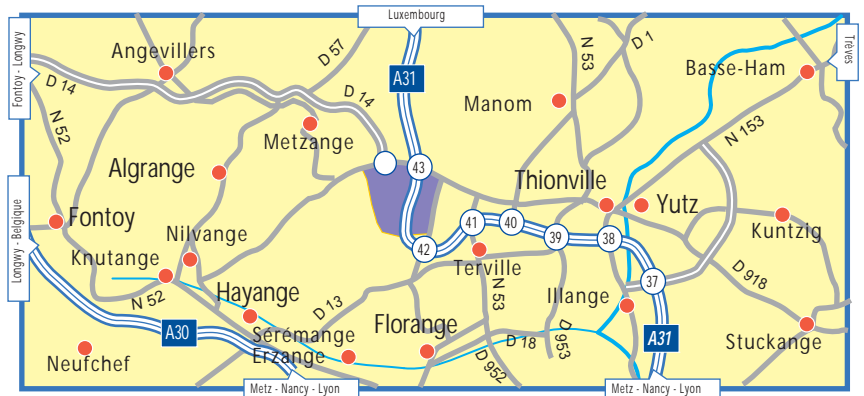 Luxembourg
Fontoy - Longwy
Trèves
Angevillers
D 57
N 53
D 1
Basse-Ham
A31
D 14
D 14
Manom
N 52
N 153
Metzange
Algrange
43
Thionville
Yutz
Fontoy
41
40
39
38
Kuntzig
Longwy - Belgique
Nilvange
42
Knutange
Terville
37
D 918
N 52
Hayange
D 13
N 53
Illange
A30
Florange
Sérémange
Erzange
D 18
D 953
A31
Stuckange
Neufchef
D 952
Metz - Nancy - Lyon
Metz - Nancy - Lyon